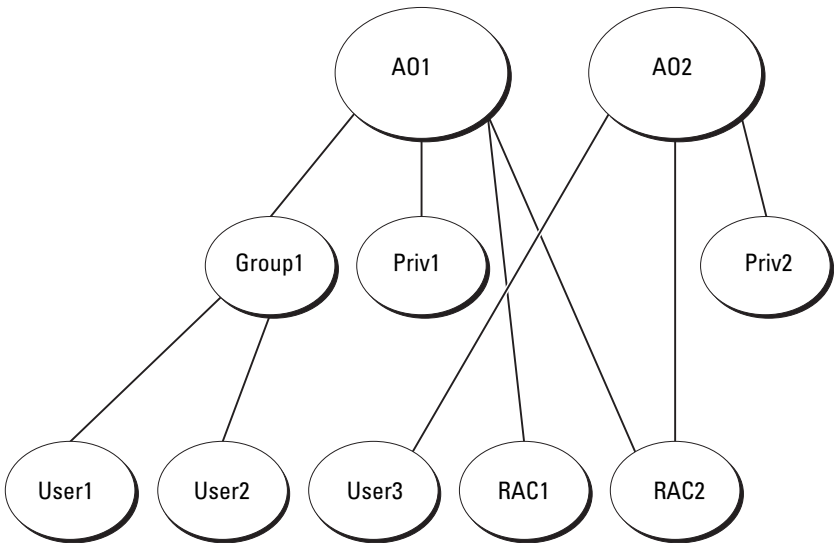 AO1
AO2
Group1
Priv1
Priv2
User1
User2
User3
RAC1
RAC2